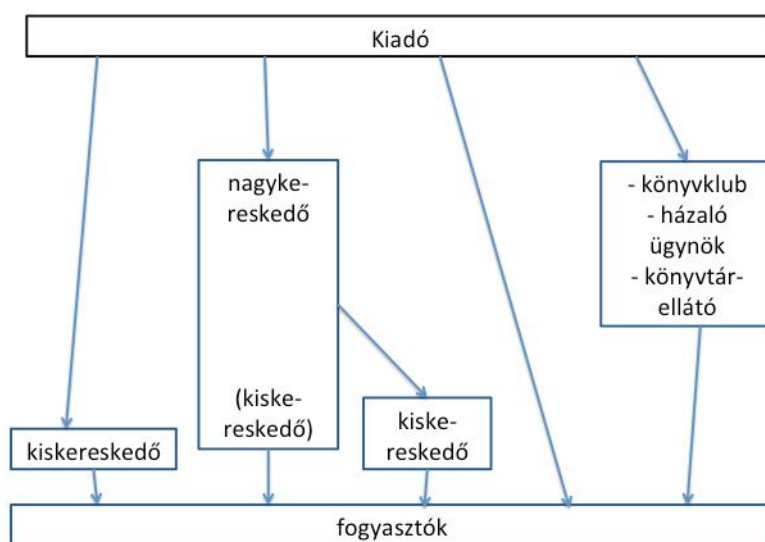 Kiadó
nagyke-
reskedő
(kiske-
reskedő)
- könyvklub
- házaló
ügynök
- könyvtár-
ellátó
kiskereskedő
kiske-
reskedő
fogyasztók